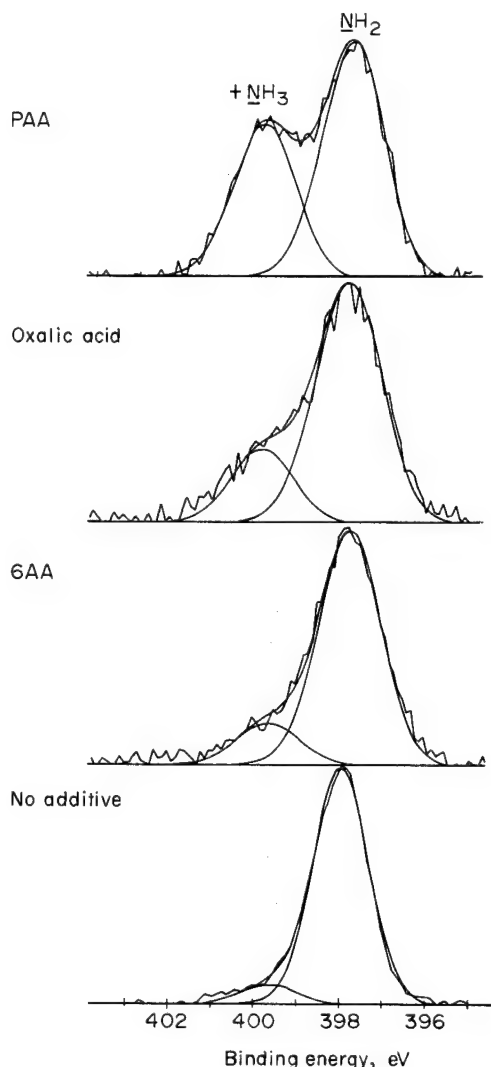 NH2
+ NH3
PAA
Oxalic acid
6AA
No additive
402 400 398 396
Binding energy, eV